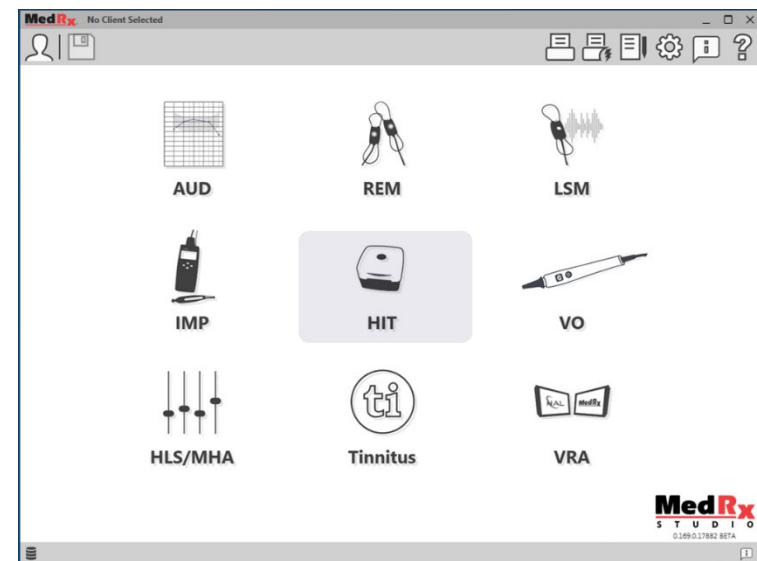 MedRx No Client Selected
AUD REM LSM
IMP HIT VO
ti
NAL MedRx
HLS/MHA Tinnitus VRA
MedRx
STUDIO
0.169.0.17882 BETA